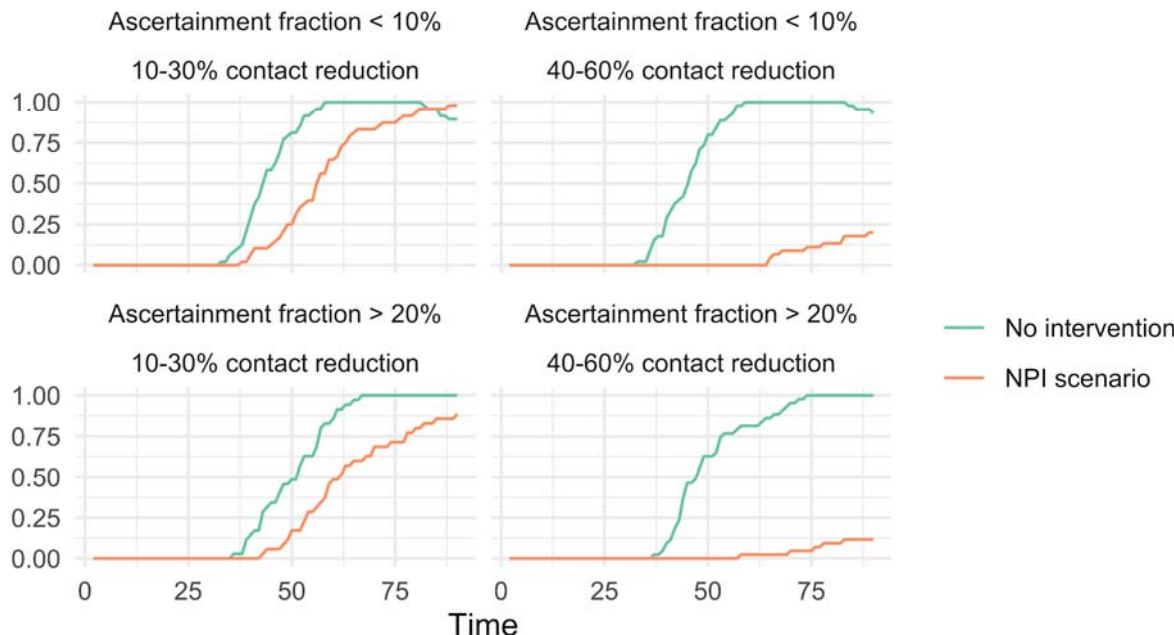 Ascertainment fraction < 10%
Ascertainment fraction < 10%
10-30% contact reduction
40-60% contact reduction
1.00
0.75
0.50
0.25
0.00
Ascertainment fraction > 20%
Ascertainment fraction > 20%
10-30% contact reduction
40-60% contact reduction
1.00
0.75
0.50
0.25
0.00
0 25 50 75 0 25 50 75
Time
No intervention
NPI scenario